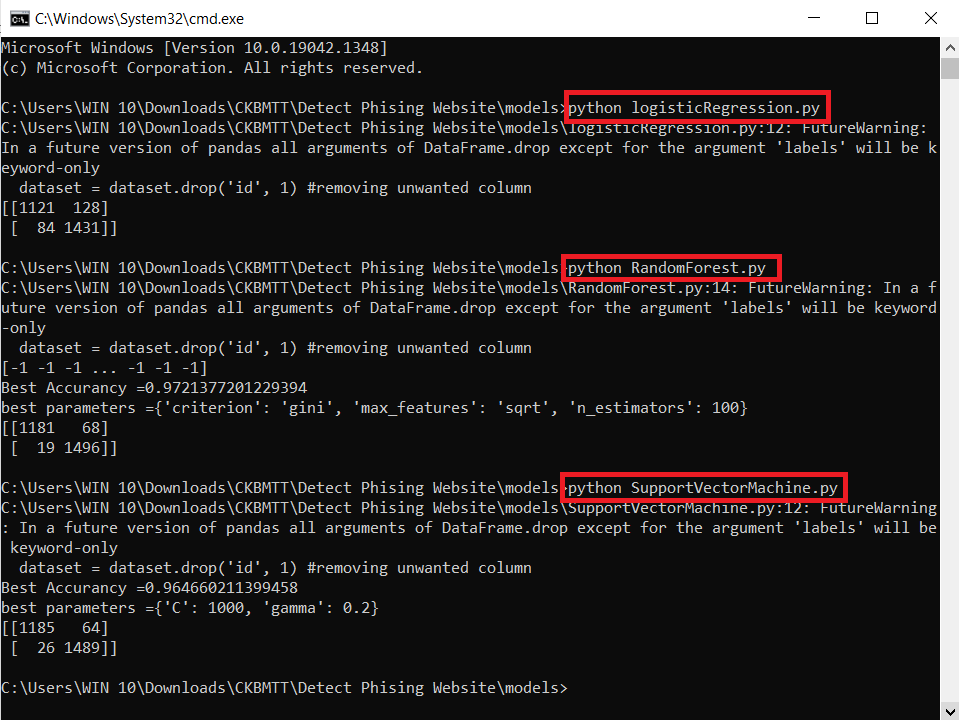 C:\Windows\System32\cmd.exe
Microsoft Windows [Version 10.0.19042.1348]
(c) Microsoft Corporation. All rights reserved.
C:\Users\WIN 10\Downloads\CKBMTT\Detect Phising Website\models>python logisticRegression.py
C:\Users\WIN 10\Downloads\CKBMTT\Detect Phising Website\models\logisticRegression.py:12: FutureWarning:
In a future version of pandas all arguments of DataFrame.drop except for the argument 'labels' will be k
eyword-only
  dataset = dataset.drop('id', 1) #removing unwanted column
[[1121  128]
 [  84 1431]]
C:\Users\WIN 10\Downloads\CKBMTT\Detect Phising Website\models>python RandomForest.py
C:\Users\WIN 10\Downloads\CKBMTT\Detect Phising Website\models\RandomForest.py:14: FutureWarning: In a f
uture version of pandas all arguments of DataFrame.drop except for the argument 'labels' will be keyword
-only
  dataset = dataset.drop('id', 1) #removing unwanted column
[-1 -1 -1 ... -1 -1 -1]
Best Accurancy =0.9721377201229394
best parameters ={'criterion': 'gini', 'max_features': 'sqrt', 'n_estimators': 100}
[[1181   68]
 [  19 1496]]
C:\Users\WIN 10\Downloads\CKBMTT\Detect Phising Website\models>python SupportVectorMachine.py
C:\Users\WIN 10\Downloads\CKBMTT\Detect Phising Website\models\SupportVectorMachine.py:12: FutureWarning
: In a future version of pandas all arguments of DataFrame.drop except for the argument 'labels' will be
 keyword-only
  dataset = dataset.drop('id', 1) #removing unwanted column
Best Accurancy =0.964660211399458
best parameters ={'C': 1000, 'gamma': 0.2}
[[1185   64]
 [  26 1489]]
C:\Users\WIN 10\Downloads\CKBMTT\Detect Phising Website\models>